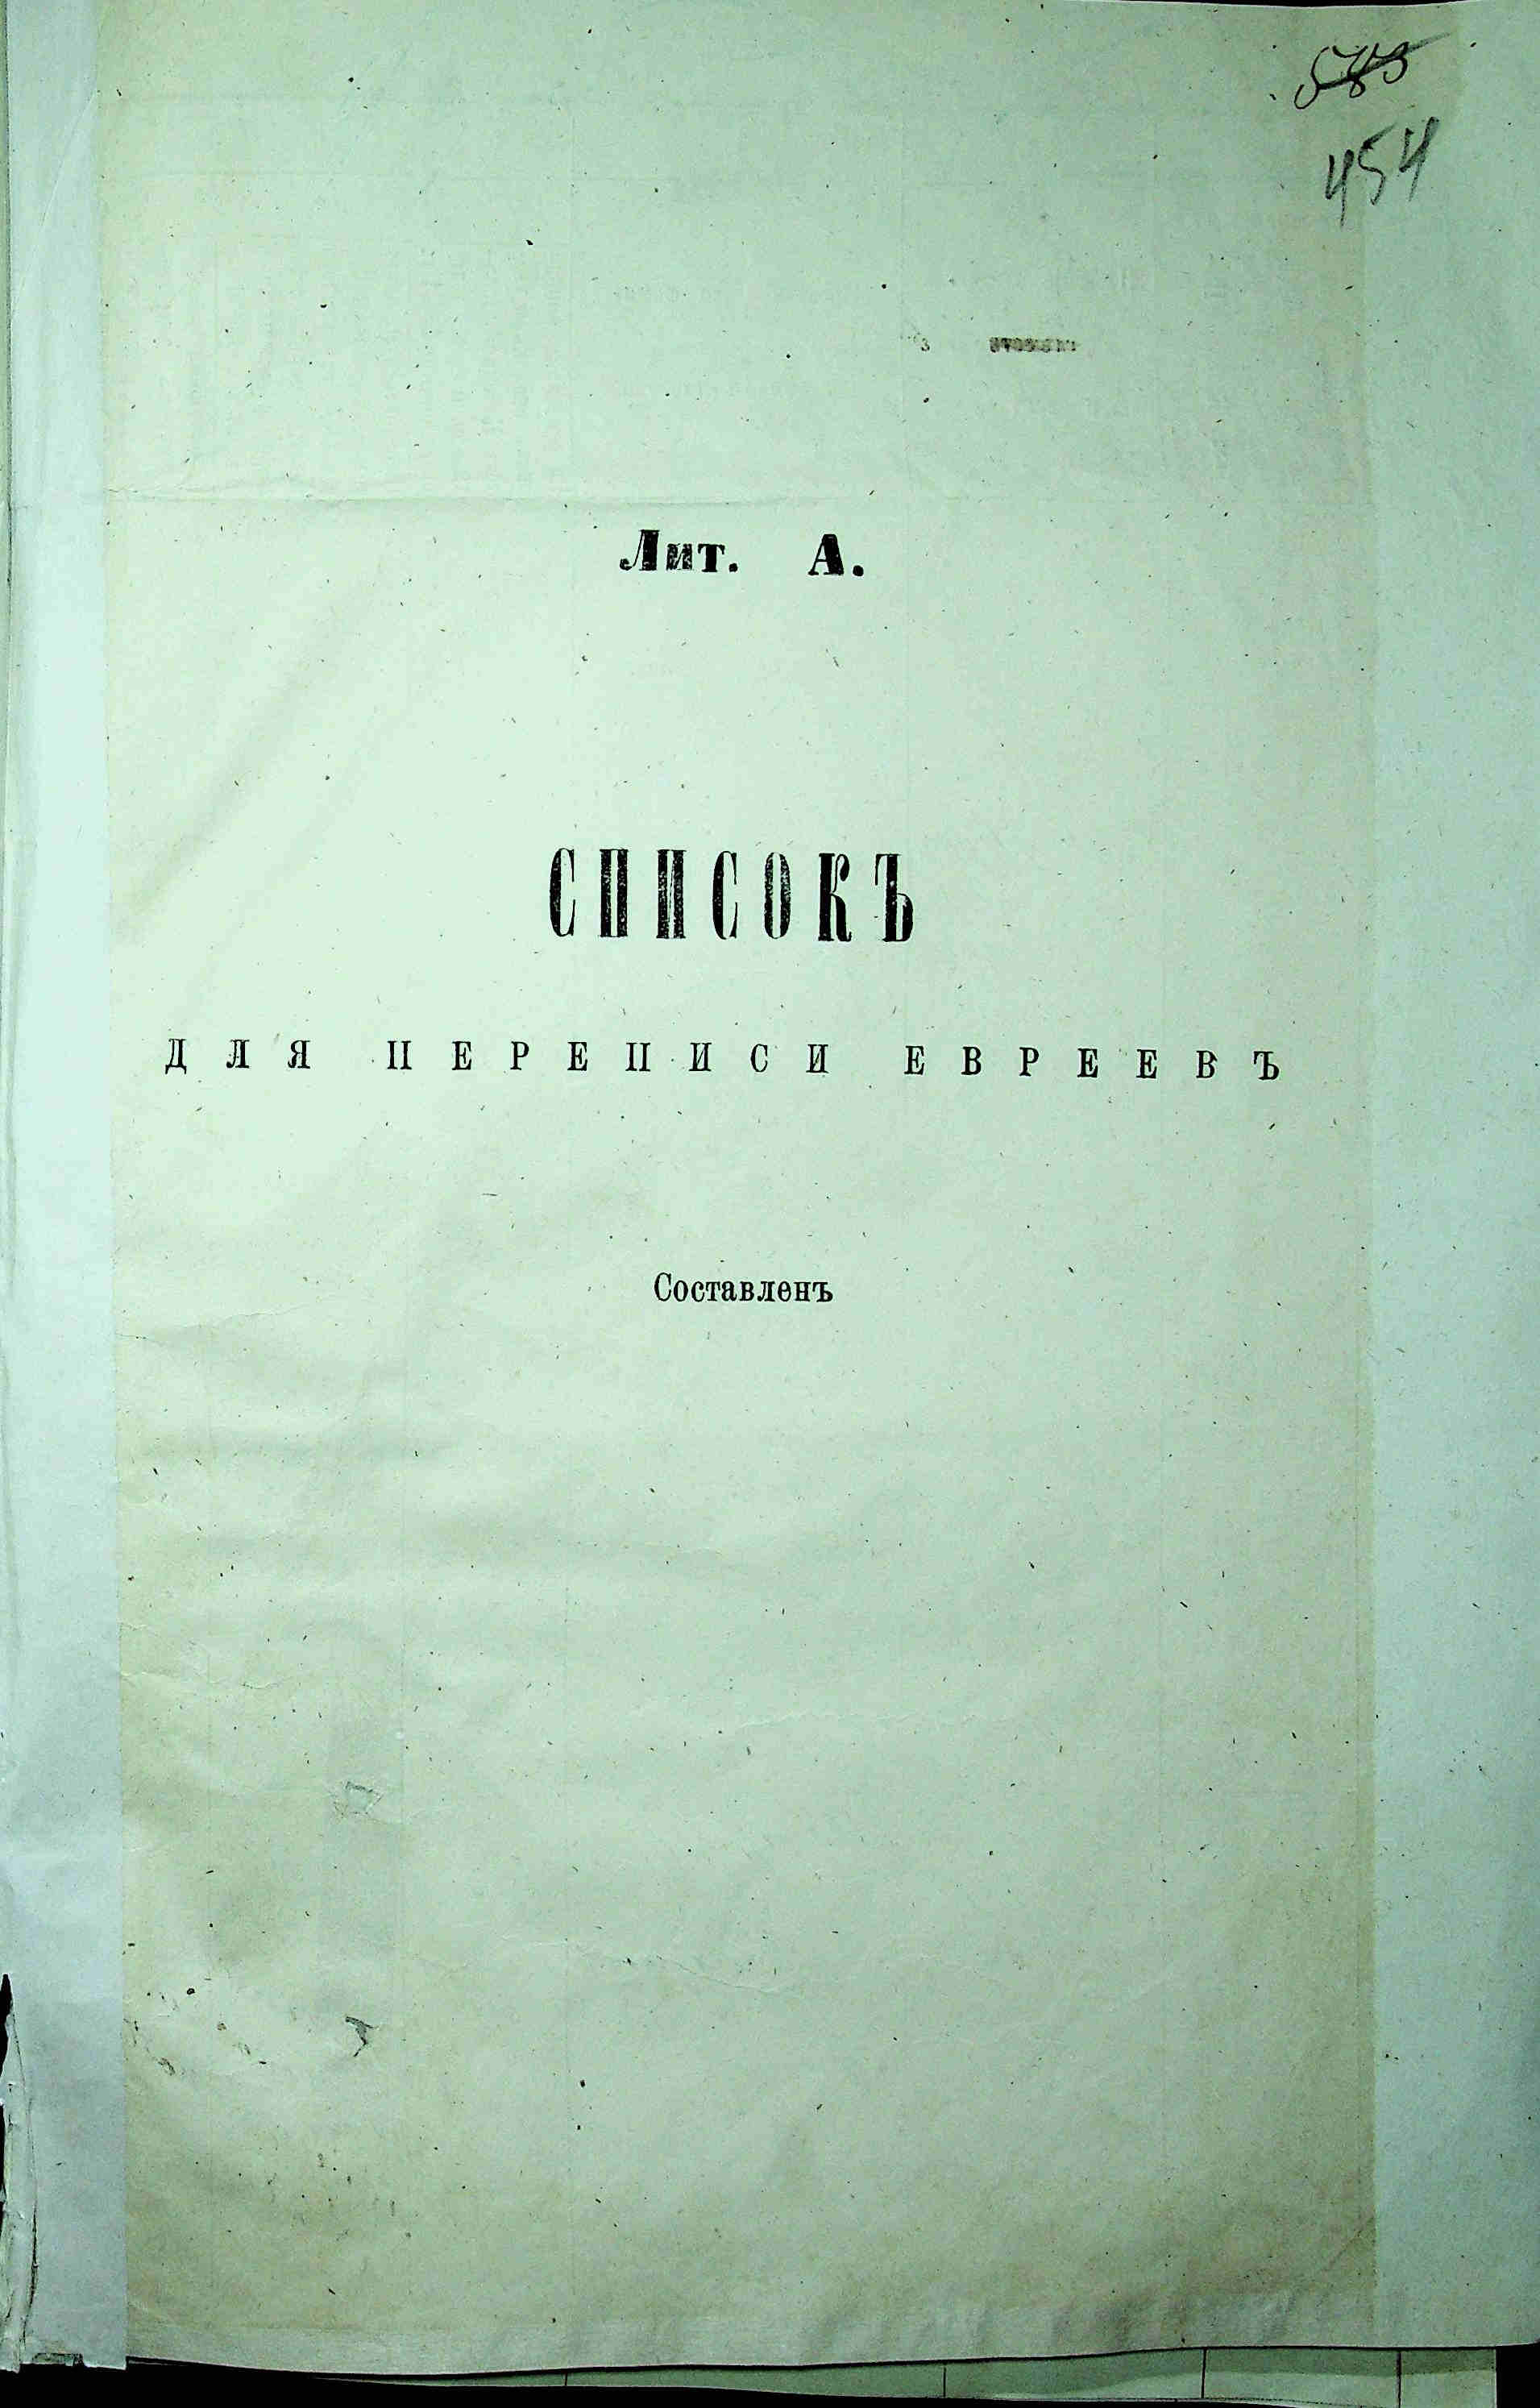 454
Лит. А.
СПИСОКЪ
ДЛЯ ПЕРЕПИСИ ЕВРЕЕВЪ
Составленъ